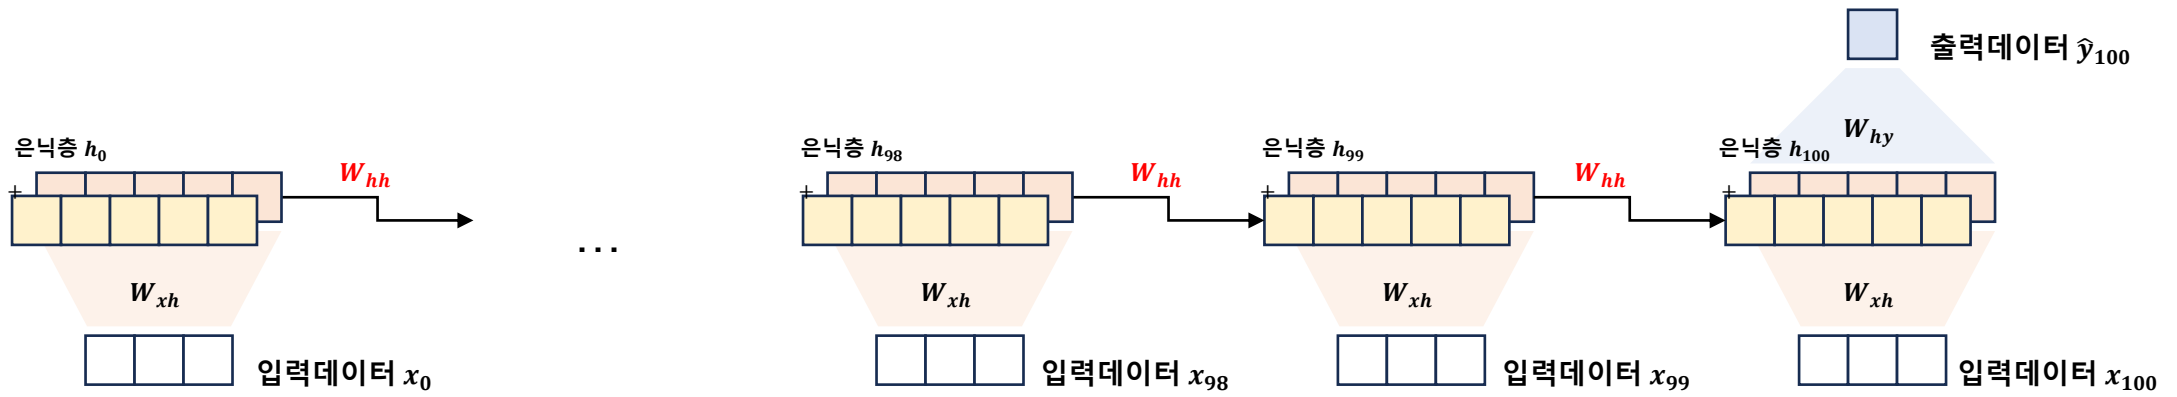 출력데이터 ŷ₁₀₀
W_hy
은닉층 h₀
은닉층 h₉₈
은닉층 h₉₉
은닉층 h₁₀₀
W_hh
W_hh
W_hh
+
+
+
+
...
W_xh
W_xh
W_xh
W_xh
입력데이터 x₀
입력데이터 x₉₈
입력데이터 x₉₉
입력데이터 x₁₀₀